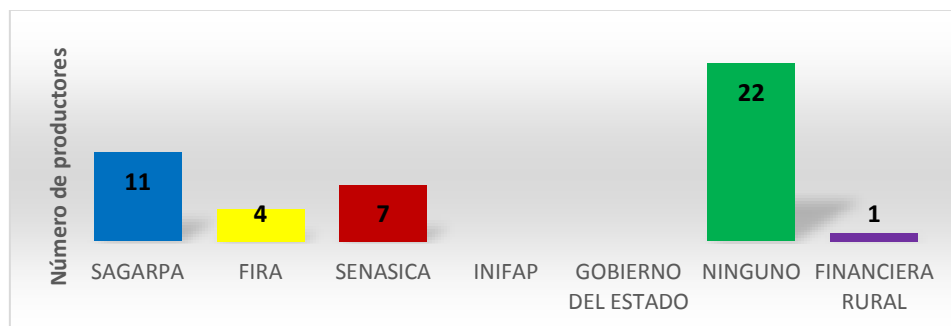 Número de productores
11
4
7
22
1
SAGARPA
FIRA
SENASICA
INIFAP
GOBIERNO
DEL ESTADO
NINGUNO
FINANCIERA
RURAL